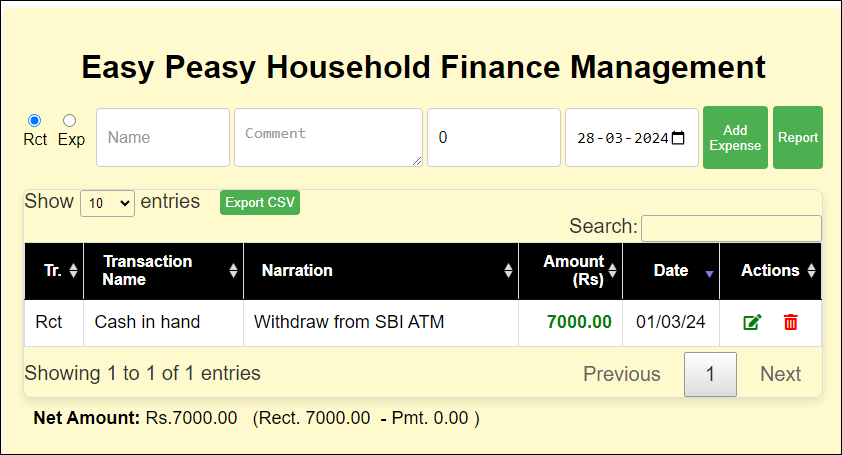 Easy Peasy Household Finance Management
Rct Exp Name Comment 0 28-03-2024 Add Expense Report
Show 10 entries Export CSV
Search:
Tr. Transaction Name Narration Amount (Rs) Date Actions
Rct Cash in hand Withdraw from SBI ATM 7000.00 01/03/24
Showing 1 to 1 of 1 entries Previous 1 Next
Net Amount: Rs.7000.00 (Rect. 7000.00 - Pmt. 0.00 )